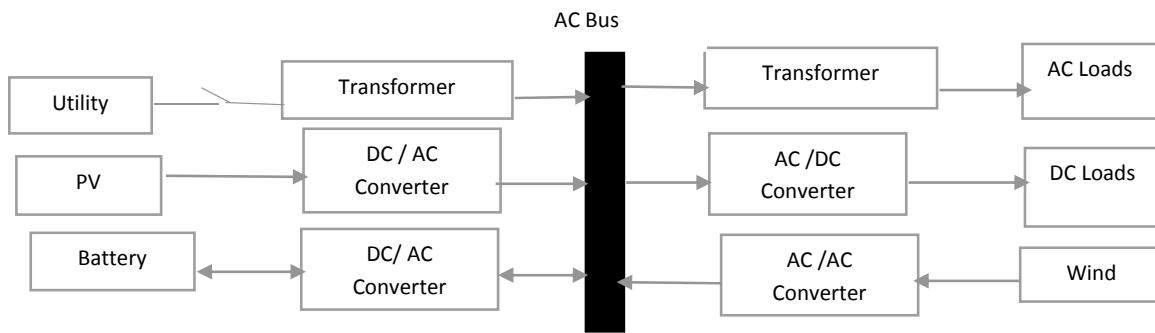 AC Bus
Utility
Transformer
Transformer
AC Loads
PV
DC / AC
Converter
AC /DC
Converter
DC Loads
Battery
DC/ AC
Converter
AC /AC
Converter
Wind